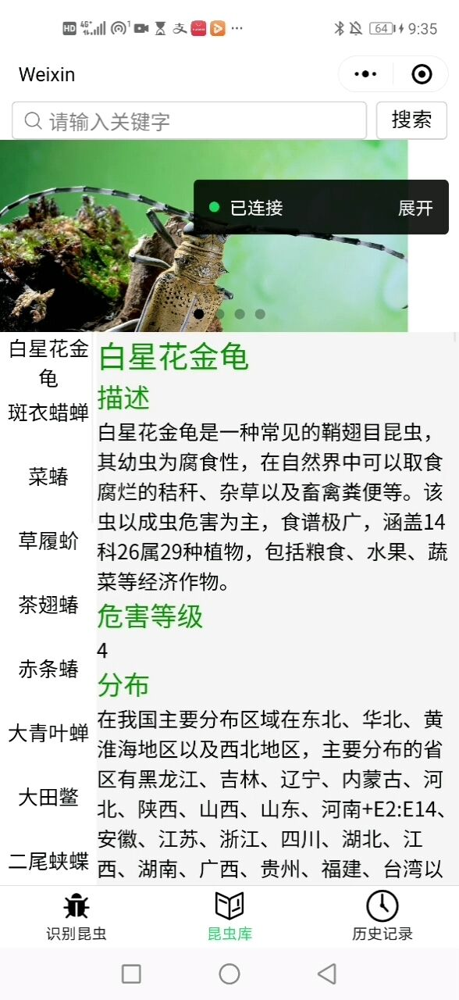 HD 4G+ 1 支 64 9:35
Weixin
请输入关键字 搜索
已连接 展开
白星花金
龟
斑衣蜡蝉
菜蝽
草履蚧
茶翅蝽
赤条蝽
大青叶蝉
大田鳖
二尾蛱蝶
白星花金龟
描述
白星花金龟是一种常见的鞘翅目昆虫，
其幼虫为腐食性，在自然界中可以取食
腐烂的秸秆、杂草以及畜禽粪便等。该
虫以成虫危害为主，食谱极广，涵盖14
科26属29种植物，包括粮食、水果、蔬
菜等经济作物。
危害等级
4
分布
在我国主要分布区域在东北、华北、黄
淮海地区以及西北地区，主要分布的省
区有黑龙江、吉林、辽宁、内蒙古、河
北、陕西、山西、山东、河南+E2:E14、
安徽、江苏、浙江、四川、湖北、江
西、湖南、广西、贵州、福建、台湾以
识别昆虫 昆虫库 历史记录